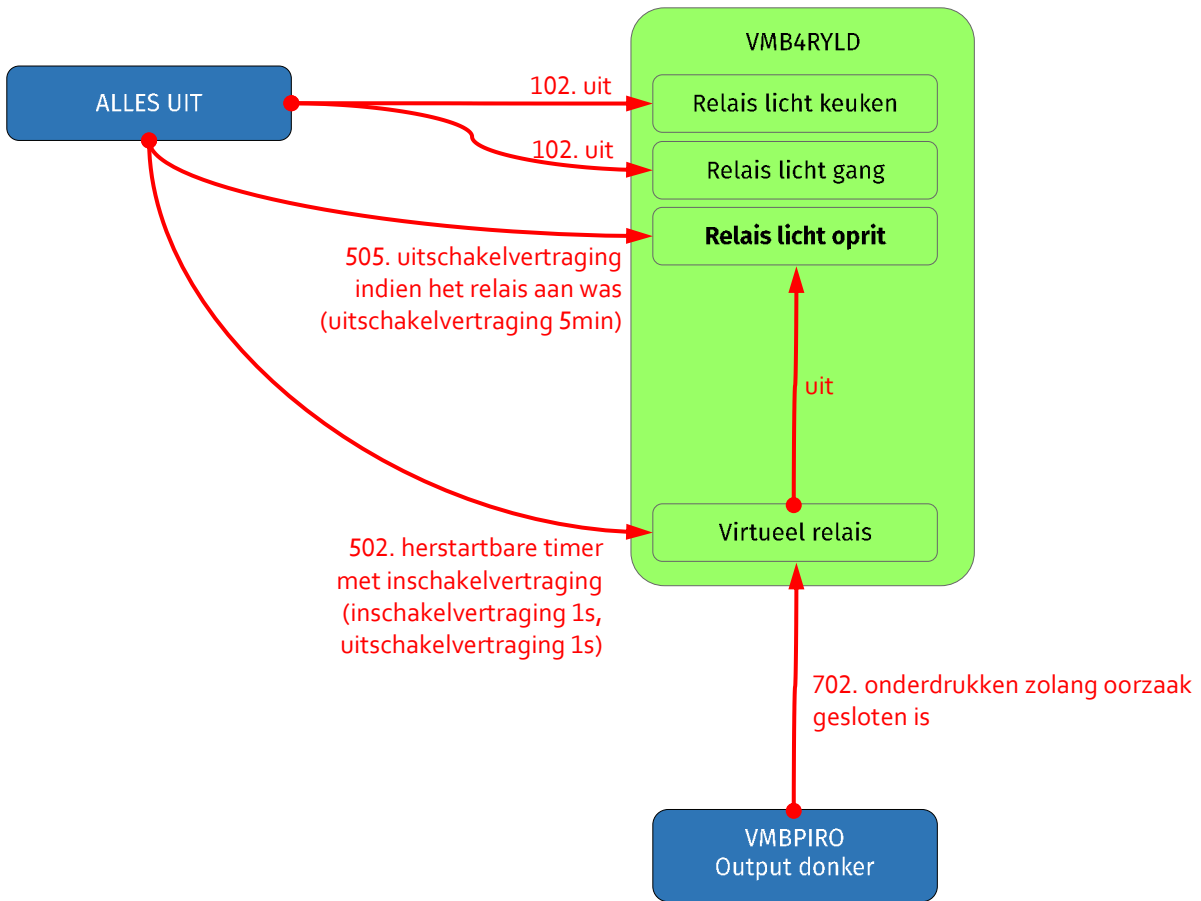 VMB4RYLD
ALLES UIT
102. uit
Relais licht keuken
102. uit
Relais licht gang
Relais licht oprit
505. uitschakelvertraging
indien het relais aan was
(uitschakelvertraging 5min)
uit
Virtueel relais
502. herstartbare timer
met inschakelvertraging
(inschakelvertraging 1s,
uitschakelvertraging 1s)
702. onderdrukken zolang oorzaak
gesloten is
VMBPIRO
Output donker